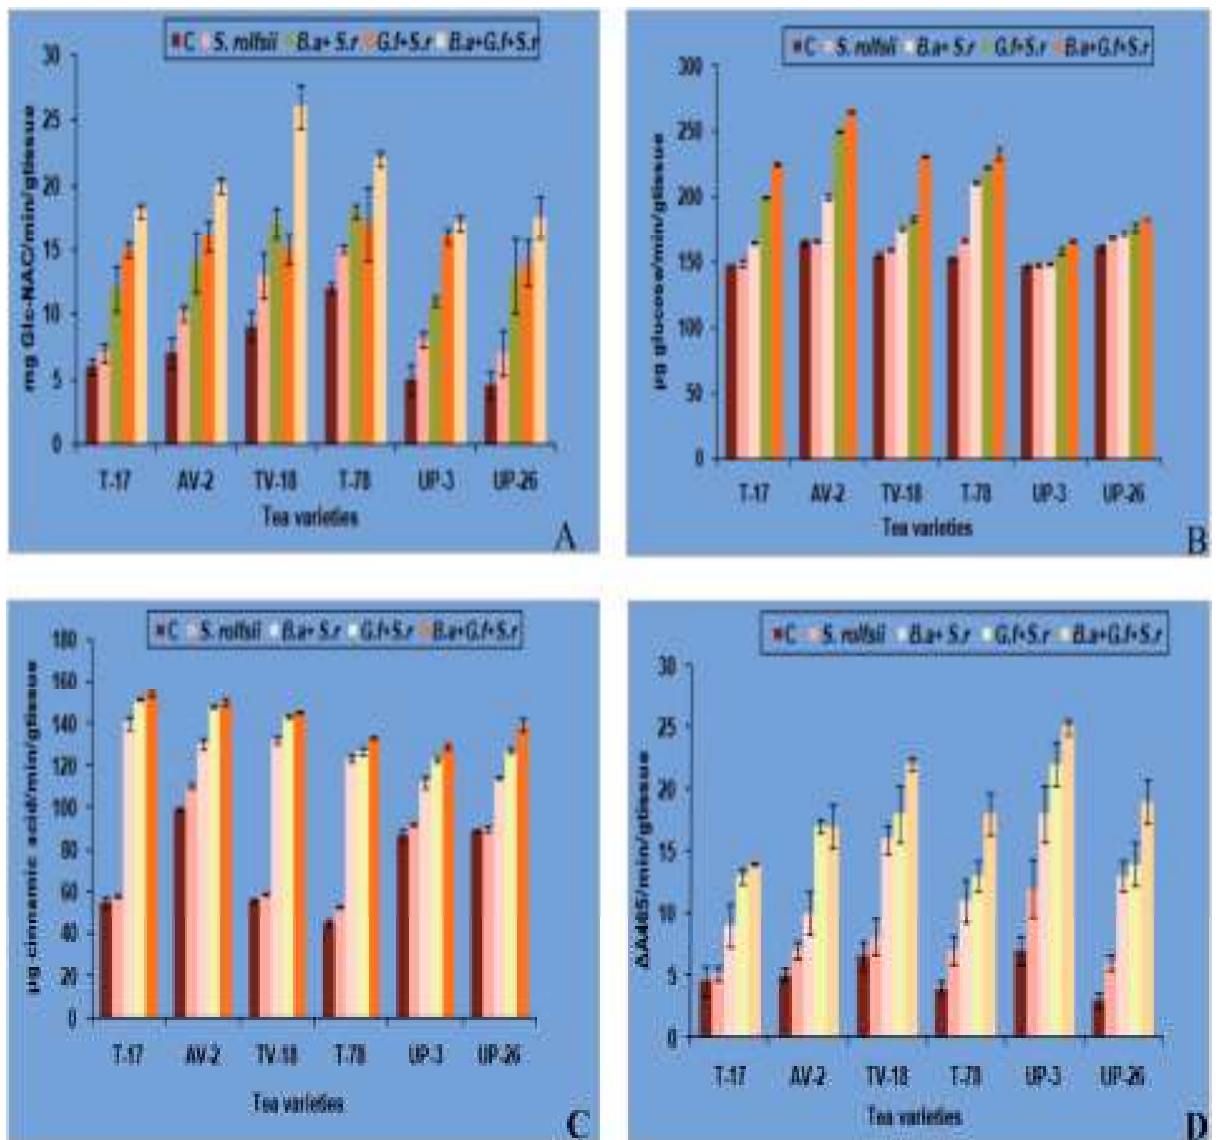 C S. rolfsii B.a+ S.r G.f+S.r B.a+G.f+S.r
mg Glc-NAC/min/gtissue
30
25
20
15
10
5
0
T-17 AV-2 TV-18 T-78 UP-3 UP-26
Tea varieties
A
C S. rolfsii B.a+ S.r G.f+S.r B.a+G.f+S.r
µg glucose/min/gtissue
300
250
200
150
100
50
0
T-17 AV-2 TV-18 T-78 UP-3 UP-26
Tea varieties
B
C S. rolfsii B.a+ S.r G.f+S.r B.a+G.f+S.r
µg cinnamic acid/min/gtissue
180
160
140
120
100
80
60
40
20
0
T-17 AV-2 TV-18 T-78 UP-3 UP-26
Tea varieties
C
C S. rolfsii B.a+ S.r G.f+S.r B.a+G.f+S.r
ΔA465/min/gtissue
30
25
20
15
10
5
0
T-17 AV-2 TV-18 T-78 UP-3 UP-26
Tea varieties
D